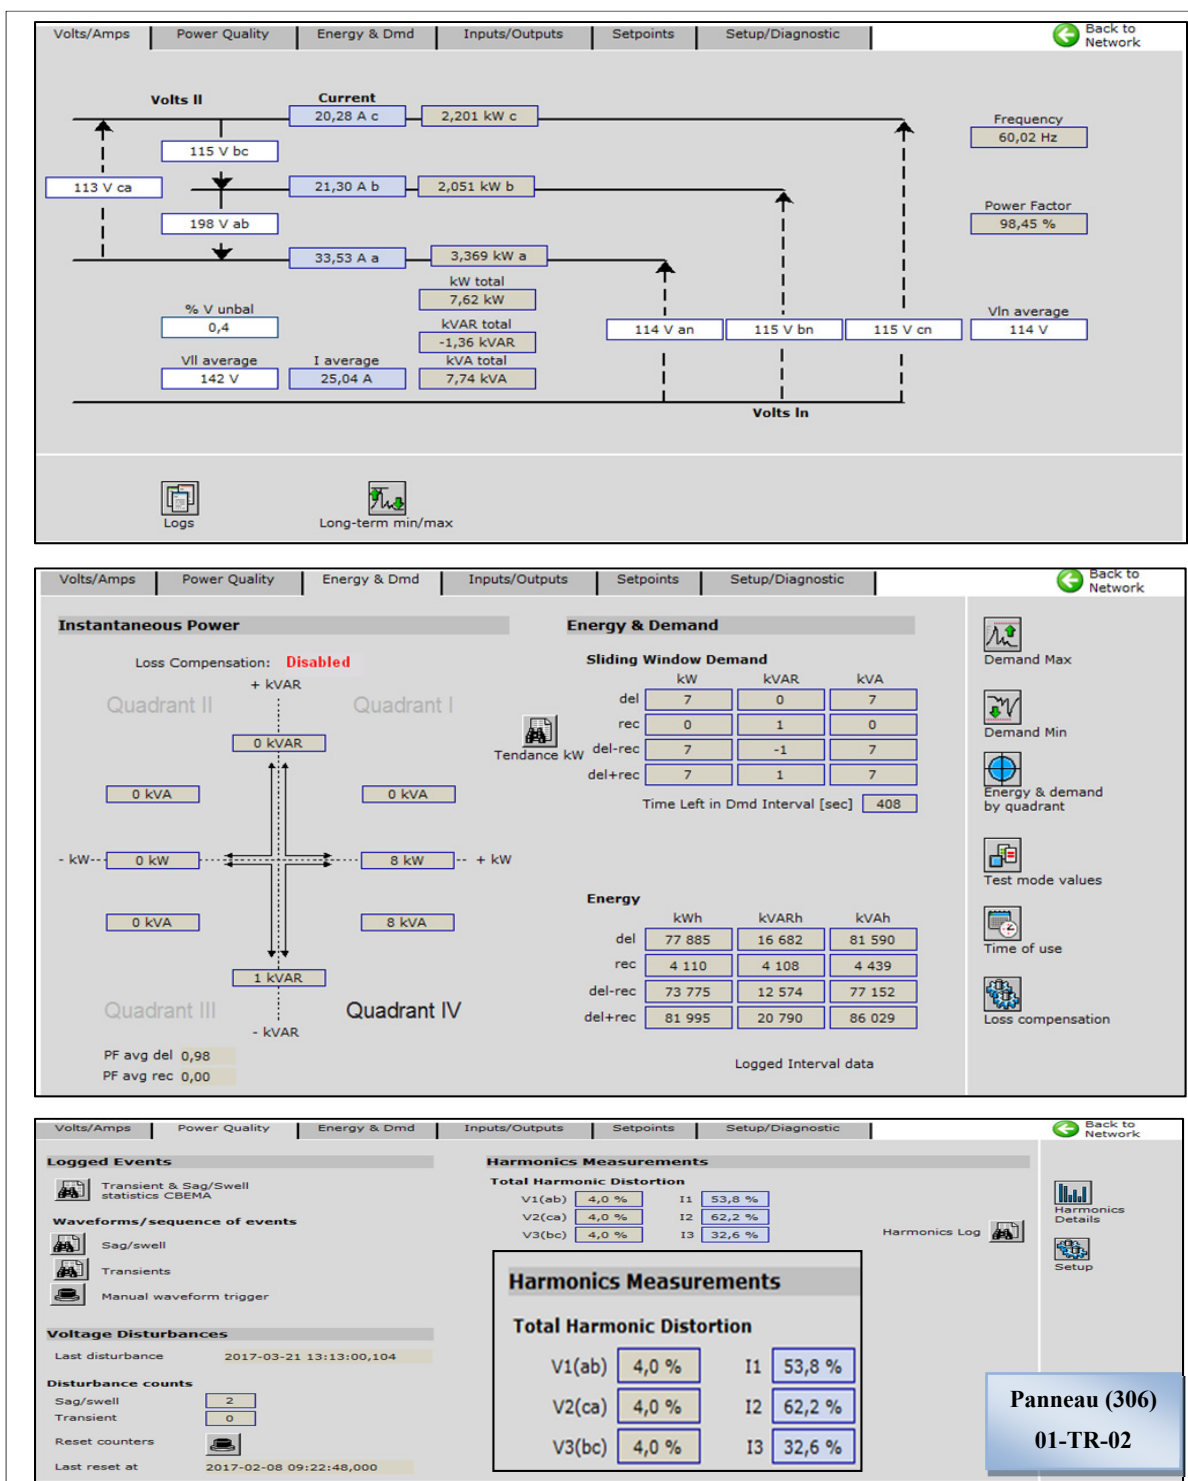 Volts/Amps Power Quality Energy & Dmd Inputs/Outputs Setpoints Setup/Diagnostic Back to Network
Volts ll Current
20,28 A c 2,201 kW c
Frequency
60,02 Hz
115 V bc
113 V ca
21,30 A b 2,051 kW b
Power Factor
98,45 %
198 V ab
33,53 A a 3,369 kW a
kW total
7,62 kW
% V unbal
0,4
kVAR total
-1,36 kVAR
114 V an 115 V bn 115 V cn
Vln average
114 V
Vll average I average kVA total
142 V 25,04 A 7,74 kVA
Volts ln
Logs Long-term min/max
Volts/Amps Power Quality Energy & Dmd Inputs/Outputs Setpoints Setup/Diagnostic Back to Network
Instantaneous Power
Loss Compensation: Disabled
+ kVAR
Quadrant II Quadrant I
0 kVAR
0 kVA 0 kVA
- kW 0 kW 8 kW + kW
0 kVA 8 kVA
1 kVAR
Quadrant III Quadrant IV
- kVAR
PF avg del 0,98
PF avg rec 0,00
Tendance kW
Energy & Demand
Sliding Window Demand
kW kVAR kVA
del 7 0 7
rec 0 1 0
del-rec 7 -1 7
del+rec 7 1 7
Time Left in Dmd Interval [sec] 408
Energy
kWh kVARh kVAh
del 77 885 16 682 81 590
rec 4 110 4 108 4 439
del-rec 73 775 12 574 77 152
del+rec 81 995 20 790 86 029
Logged Interval data
Demand Max
Demand Min
Energy & demand
by quadrant
Test mode values
Time of use
Loss compensation
Volts/Amps Power Quality Energy & Dmd Inputs/Outputs Setpoints Setup/Diagnostic Back to Network
Logged Events
Transient & Sag/Swell
statistics CBEMA
Waveforms/sequence of events
Sag/swell
Transients
Manual waveform trigger
Voltage Disturbances
Last disturbance 2017-03-21 13:13:00,104
Disturbance counts
Sag/swell 2
Transient 0
Reset counters
Last reset at 2017-02-08 09:22:48,000
Harmonics Measurements
Total Harmonic Distortion
V1(ab) 4,0 % I1 53,8 %
V2(ca) 4,0 % I2 62,2 %
V3(bc) 4,0 % I3 32,6 %
Harmonics Log
Harmonics
Details
Setup
Harmonics Measurements
Total Harmonic Distortion
V1(ab) 4,0 % I1 53,8 %
V2(ca) 4,0 % I2 62,2 %
V3(bc) 4,0 % I3 32,6 %
Panneau (306)
01-TR-02